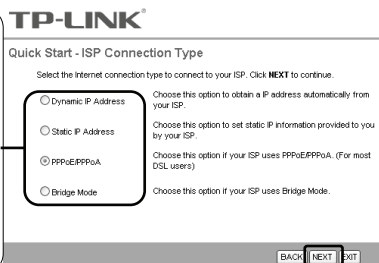 TP-LINK®
Quick Start - ISP Connection Type
Select the Internet connection type to connect to your ISP. Click NEXT to continue.
Dynamic IP Address
Choose this option to obtain a IP address automatically from
your ISP.
Static IP Address
Choose this option to set static IP information provided to you
by your ISP.
PPPoE/PPPoA
Choose this option if your ISP uses PPPoE/PPPoA. (For most
DSL users)
Bridge Mode
Choose this option if your ISP uses Bridge Mode.
BACK NEXT EXIT